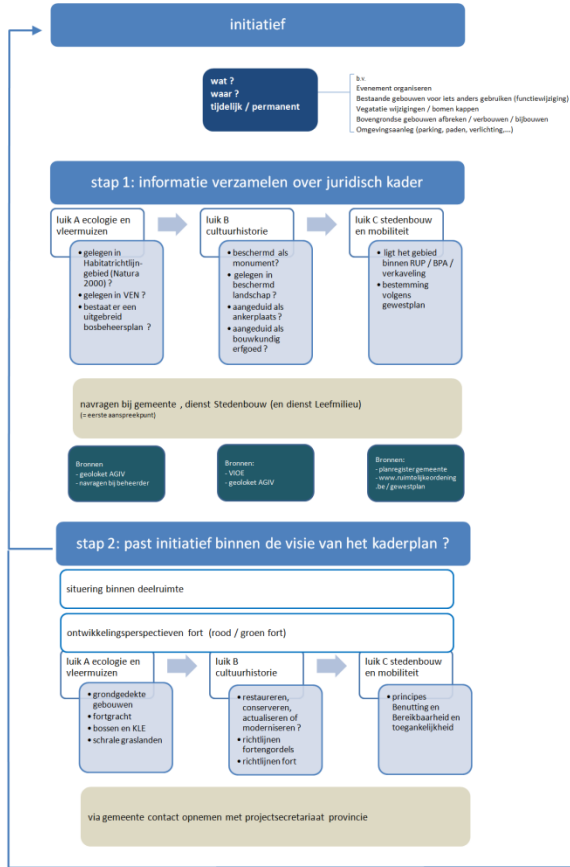 initiatief
wat ?
waar ?
tijdelijk / permanent
b.v.
Evenement organiseren
Bestaande gebouwen voor iets anders gebruiken (functiewijziging)
Vegatatie wijzigingen / bomen kappen
Bovengrondse gebouwen afbreken / verbouwen / bijbouwen
Omgevingsaanleg (parking, paden, verlichting,...)
stap 1: informatie verzamelen over juridisch kader
luik A ecologie en
vleermuizen
• gelegen in
Habitatrichtlijn-
gebied (Natura
2000) ?
• gelegen in VEN ?
• bestaat er een
uitgebreid
bosbeheersplan ?
luik B
cultuurhistorie
• beschermd als
monument?
• gelegen in
beschermd
landschap ?
• aangeduid als
ankerplaats ?
• aangeduid als
bouwkundig
erfgoed ?
luik C stedenbouw
en mobiliteit
• ligt het gebied
binnen RUP / BPA /
verkaveling
• bestemming
volgens
gewestplan
navragen bij gemeente , dienst Stedenbouw (en dienst Leefmilieu)
(= eerste aanspreekpunt)
Bronnen
- geoloket AGIV
- navragen bij beheerder
Bronnen:
- VIOE
- geoloket AGIV
Bronnen:
- planregister gemeente
- www.ruimtelijkeordening
.be / gewestplan
stap 2: past initiatief binnen de visie van het kaderplan ?
situering binnen deelruimte
ontwikkelingsperspectieven fort (rood / groen fort)
luik A ecologie en
vleermuizen
• grondgedekte
gebouwen
• fortgracht
• bossen en KLE
• schrale graslanden
luik B
cultuurhistorie
• restaureren,
conserveren,
actualiseren of
moderniseren ?
• richtlijnen
fortengordels
• richtlijnen fort
luik C stedenbouw
en mobiliteit
• principes
Benutting en
Bereikbaarheid en
toegankelijkheid
via gemeente contact opnemen met projectsecretariaat provincie